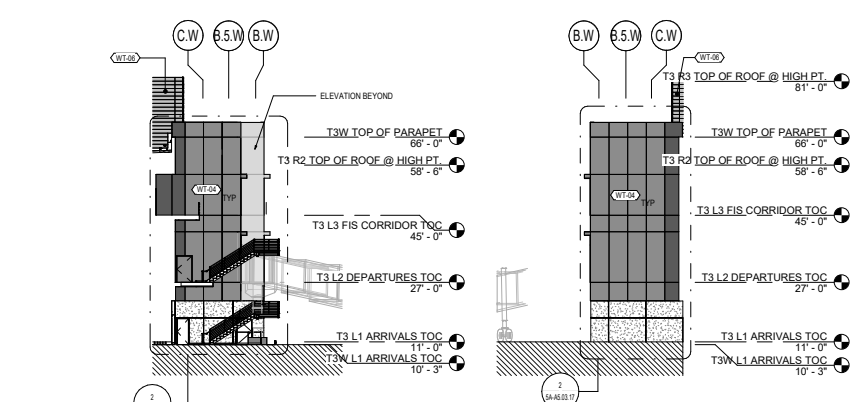 C.W B.5.W B.W
WT-06
ELEVATION BEYOND
T3W TOP OF PARAPET
66' - 0"
T3 R2 TOP OF ROOF @ HIGH PT.
58' - 6"
WT-04
TYP
T3 L3 FIS CORRIDOR TOC
45' - 0"
T3 L2 DEPARTURES TOC
27' - 0"
T3 L1 ARRIVALS TOC
11' - 0"
T3W L1 ARRIVALS TOC
10' - 3"
2
B.W B.5.W C.W
WT-06
T3 R3 TOP OF ROOF @ HIGH PT.
81' - 0"
T3W TOP OF PARAPET
66' - 0"
T3 R2 TOP OF ROOF @ HIGH PT.
58' - 6"
WT-04
TYP
T3 L3 FIS CORRIDOR TOC
45' - 0"
T3 L2 DEPARTURES TOC
27' - 0"
T3 L1 ARRIVALS TOC
11' - 0"
T3W L1 ARRIVALS TOC
10' - 3"
2
5A-A5.03.17